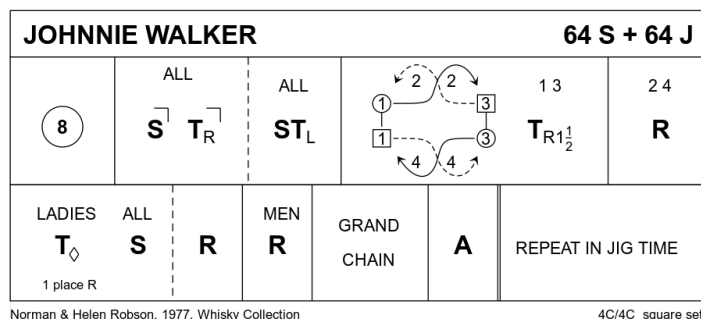 JOHNNIE WALKER 64 S + 64 J
8
ALL
S T R
ALL
ST L
2 2
1 3
1 3
4 4
1 3
T R1 1/2
2 4
R
LADIES ALL
T S
1 place R
R
MEN
R
GRAND
CHAIN
A
REPEAT IN JIG TIME
Norman & Helen Robson, 1977, Whisky Collection 4C/4C square set